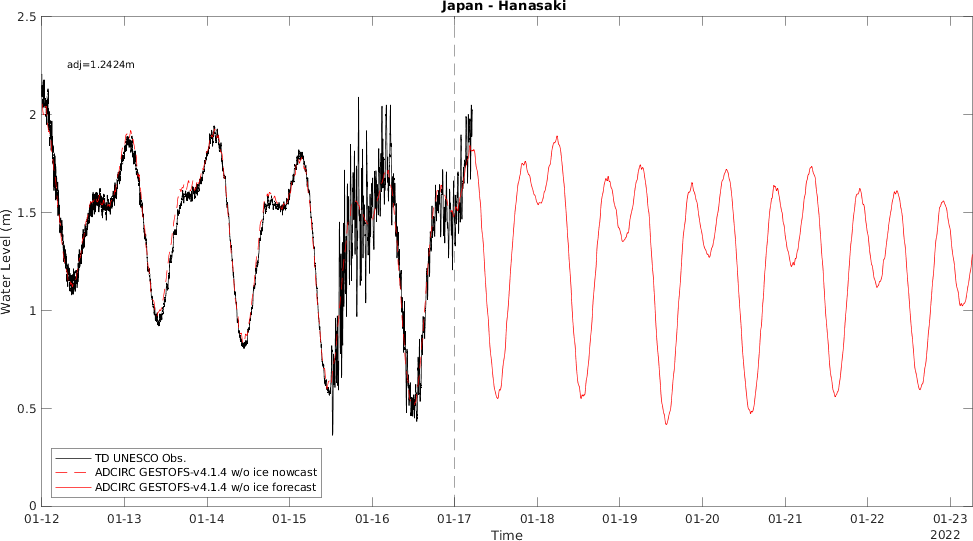 Japan - Hanasaki
2.5
adj=1.2424m
2
1.5
Water Level (m)
1
0.5
TD UNESCO Obs.
ADCIRC GESTOFS-v4.1.4 w/o ice nowcast
ADCIRC GESTOFS-v4.1.4 w/o ice forecast
0
01-12 01-13 01-14 01-15 01-16 01-17 01-18 01-19 01-20 01-21 01-22 01-23
Time 2022